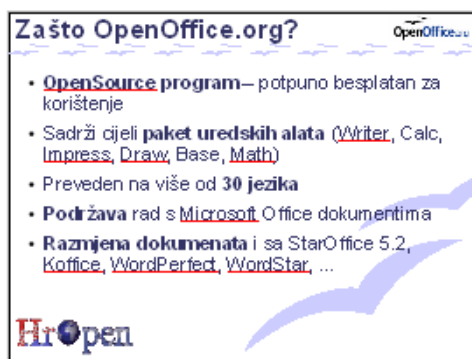 Zašto OpenOffice.org?
OpenOffice.org
• OpenSource program– potpuno besplatan za
korištenje
• Sadrži cijeli paket uredskih alata (Writer, Calc,
Impress, Draw, Base, Math)
• Preveden na više od 30 jezika
• Podržava rad s Microsoft Office dokumentima
• Razmjena dokumenata i sa StarOffice 5.2,
Koffice, WordPerfect, WordStar, ...
HrOpen